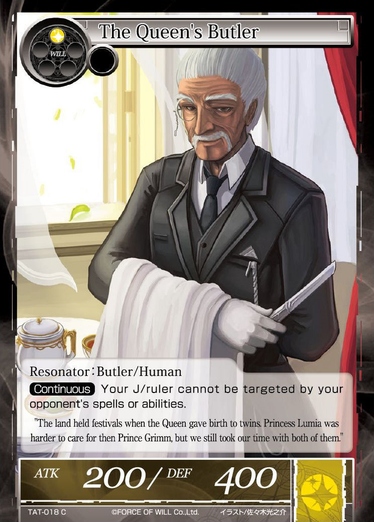 The Queen's Butler
WILL
Resonator：Butler/Human
Continuous Your J/ruler cannot be targeted by your
opponent's spells or abilities.
"The land held festivals when the Queen gave birth to twins. Princess Lumia was
harder to care for then Prince Grimm, but we still took our time with both of them."
ATK 200/ DEF 400
TAT-018 C ©FORCE OF WILL Co.,Ltd. イラスト/佐々木光之介